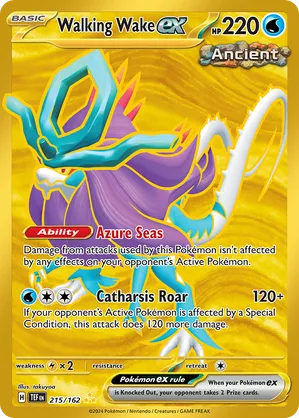 BASIC Walking Wake ex HP 220
Ancient
Ability Azure Seas
Damage from attacks used by this Pokémon isn't affected
by any effects on your opponent's Active Pokémon.
Catharsis Roar 120+
If your opponent's Active Pokémon is affected by a Special
Condition, this attack does 120 more damage.
weakness ×2 resistance retreat
Illus. takuyoa
Pokémon ex rule When your Pokémon ex
is Knocked Out, your opponent takes 2 Prize cards.
H TEF EN 215/162
©2024 Pokémon / Nintendo / Creatures / GAME FREAK